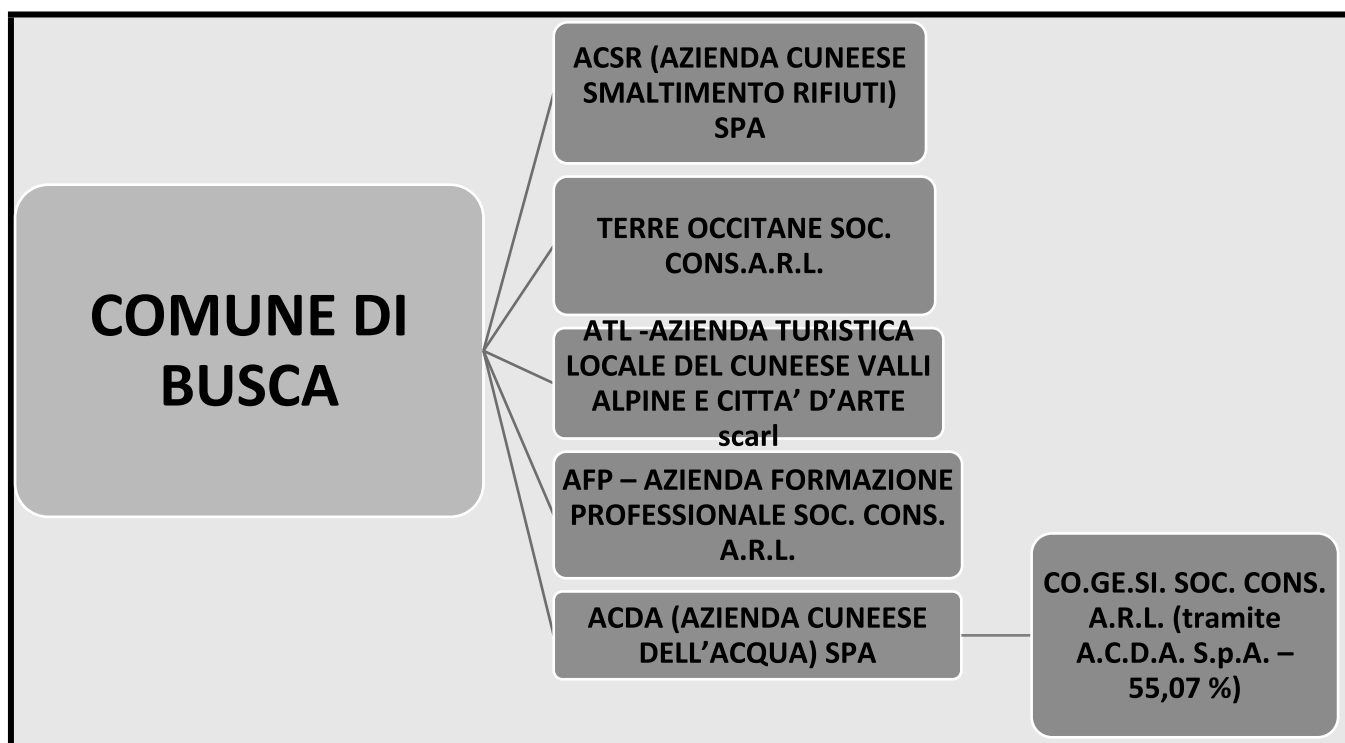 COMUNE DI
BUSCA
ACSR (AZIENDA CUNEESE
SMALTIMENTO RIFIUTI)
SPA
TERRE OCCITANE SOC.
CONS.A.R.L.
ATL -AZIENDA TURISTICA
LOCALE DEL CUNEESE VALLI
ALPINE E CITTA’ D’ARTE
scarl
AFP – AZIENDA FORMAZIONE
PROFESSIONALE SOC. CONS.
A.R.L.
ACDA (AZIENDA CUNEESE
DELL’ACQUA) SPA
CO.GE.SI. SOC. CONS.
A.R.L. (tramite
A.C.D.A. S.p.A. –
55,07 %)